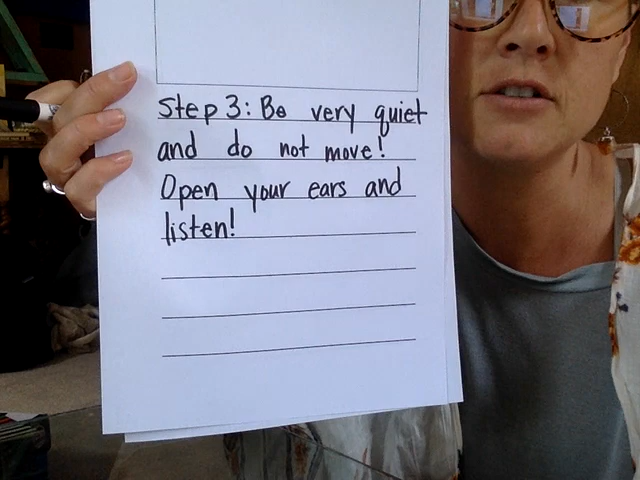 Step 3: Be very quiet
and do not move!
Open your ears and
listen!